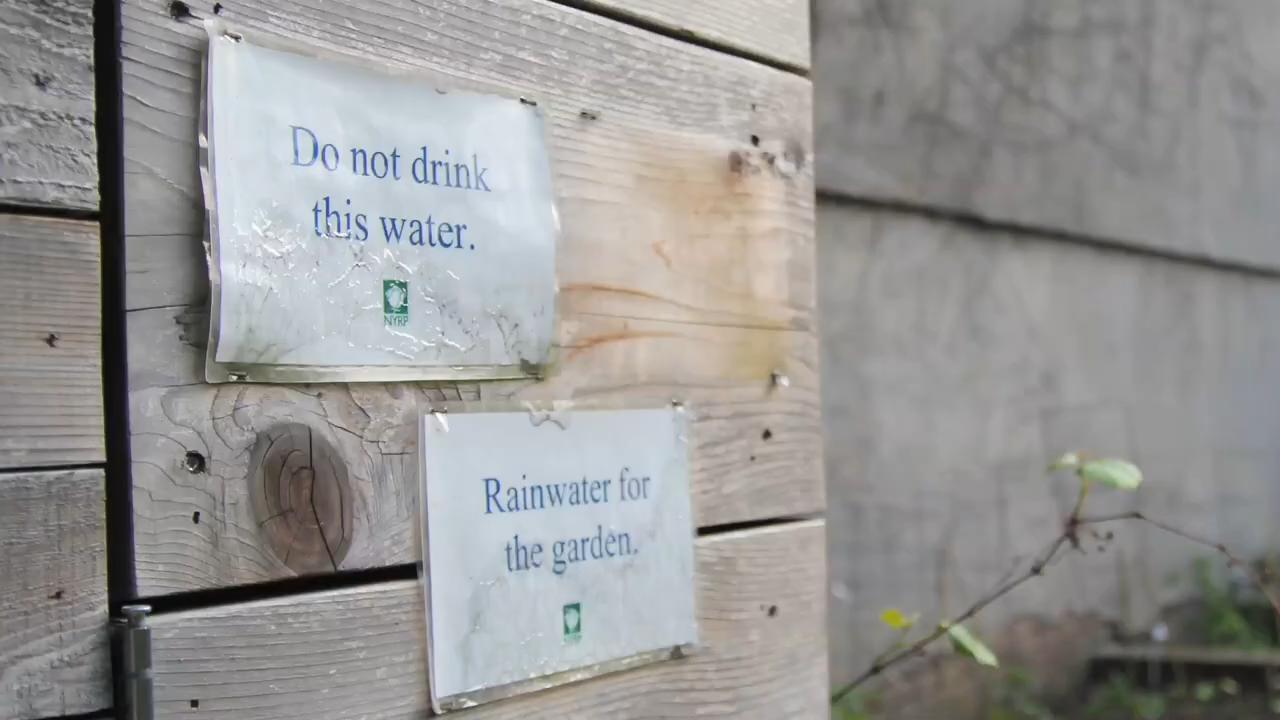 Do not drink
this water.
NYRP
Rainwater for
the garden.